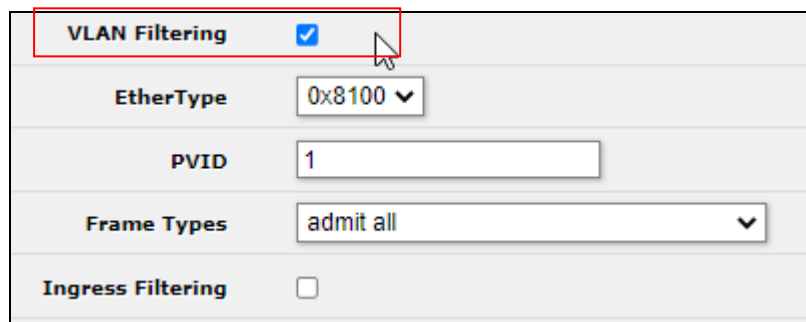 VLAN Filtering
EtherType 0x8100
PVID 1
Frame Types admit all
Ingress Filtering